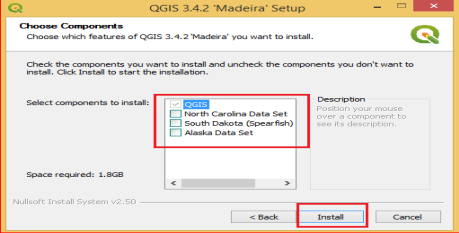 QGIS 3.4.2 'Madeira' Setup
Choose Components
Choose which features of QGIS 3.4.2 'Madeira' you want to install.
Check the components you want to install and uncheck the components you don't want to
install. Click Install to start the installation.
Select components to install:
QGIS
North Carolina Data Set
South Dakota (Spearfish)
Alaska Data Set
Description
Position your mouse
over a component to
see its description.
Space required: 1.8GB
Nullsoft Install System v2.50
< Back
Install
Cancel